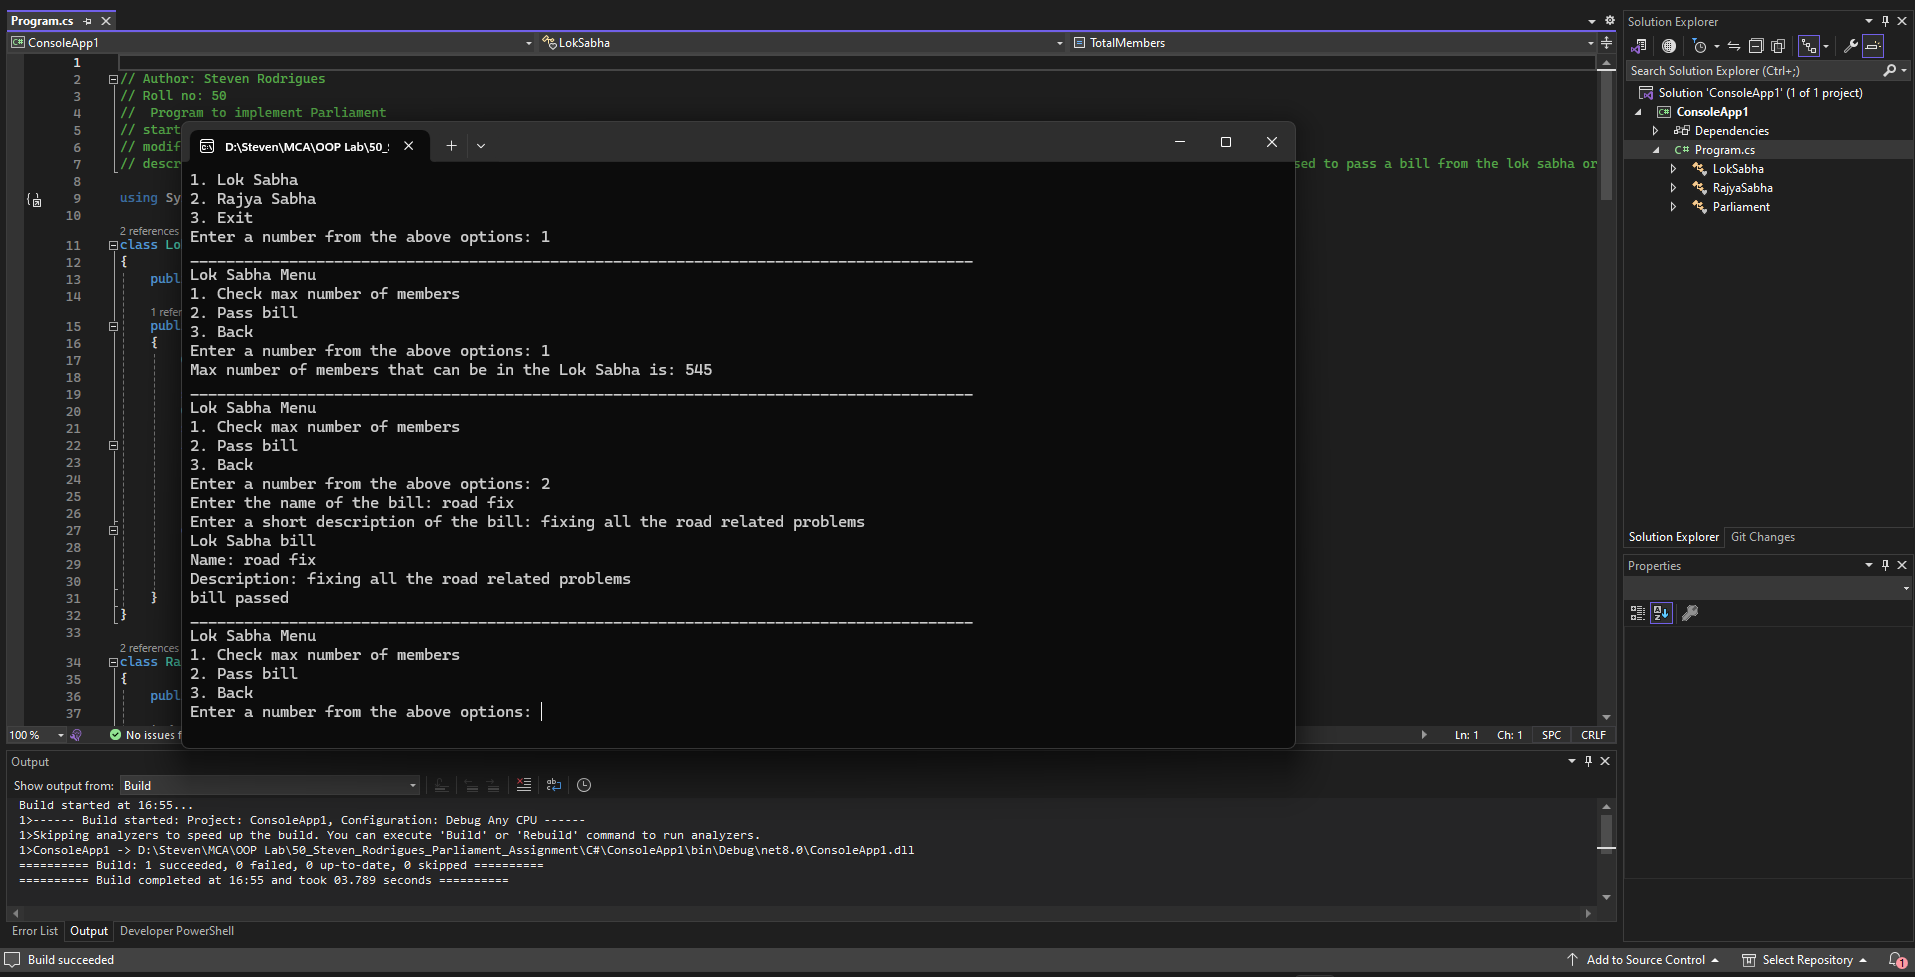 Program.cs
ConsoleApp1
LokSabha
TotalMembers
1
2 // Author: Steven Rodrigues
3 // Roll no: 50
4 //  Program to implement Parliament
5 // start
6 // modif
7 // descr
sed to pass a bill from the lok sabha or
8
9 using Sy
10
2 references
11 class Lo
12 {
13 publ
14
1 refer
15 publ
16 {
17
18
19
20
21
22
23
24
25
26
27
28
29
30
31 }
32 }
33
2 references
34 class Ra
35 {
36 publ
37
100 %
No issues f
Ln: 1 Ch: 1 SPC CRLF
D:\Steven\MCA\OOP Lab\50_
1. Lok Sabha
2. Rajya Sabha
3. Exit
Enter a number from the above options: 1
_______________________________________________________________________________________
Lok Sabha Menu
1. Check max number of members
2. Pass bill
3. Back
Enter a number from the above options: 1
Max number of members that can be in the Lok Sabha is: 545
_______________________________________________________________________________________
Lok Sabha Menu
1. Check max number of members
2. Pass bill
3. Back
Enter a number from the above options: 2
Enter the name of the bill: road fix
Enter a short description of the bill: fixing all the road related problems
Lok Sabha bill
Name: road fix
Description: fixing all the road related problems
bill passed
_______________________________________________________________________________________
Lok Sabha Menu
1. Check max number of members
2. Pass bill
3. Back
Enter a number from the above options:
Output
Show output from: Build
Build started at 16:55...
1>------ Build started: Project: ConsoleApp1, Configuration: Debug Any CPU ------
1>Skipping analyzers to speed up the build. You can execute 'Build' or 'Rebuild' command to run analyzers.
1>ConsoleApp1 -> D:\Steven\MCA\OOP Lab\50_Steven_Rodrigues_Parliament_Assignment\C#\ConsoleApp1\bin\Debug\net8.0\ConsoleApp1.dll
========== Build: 1 succeeded, 0 failed, 0 up-to-date, 0 skipped ==========
========== Build completed at 16:55 and took 03.789 seconds ==========
Error List Output Developer PowerShell
Solution Explorer
Search Solution Explorer (Ctrl+;)
Solution 'ConsoleApp1' (1 of 1 project)
C# ConsoleApp1
Dependencies
C# Program.cs
LokSabha
RajyaSabha
Parliament
Solution Explorer Git Changes
Properties
Build succeeded
Add to Source Control
Select Repository
1